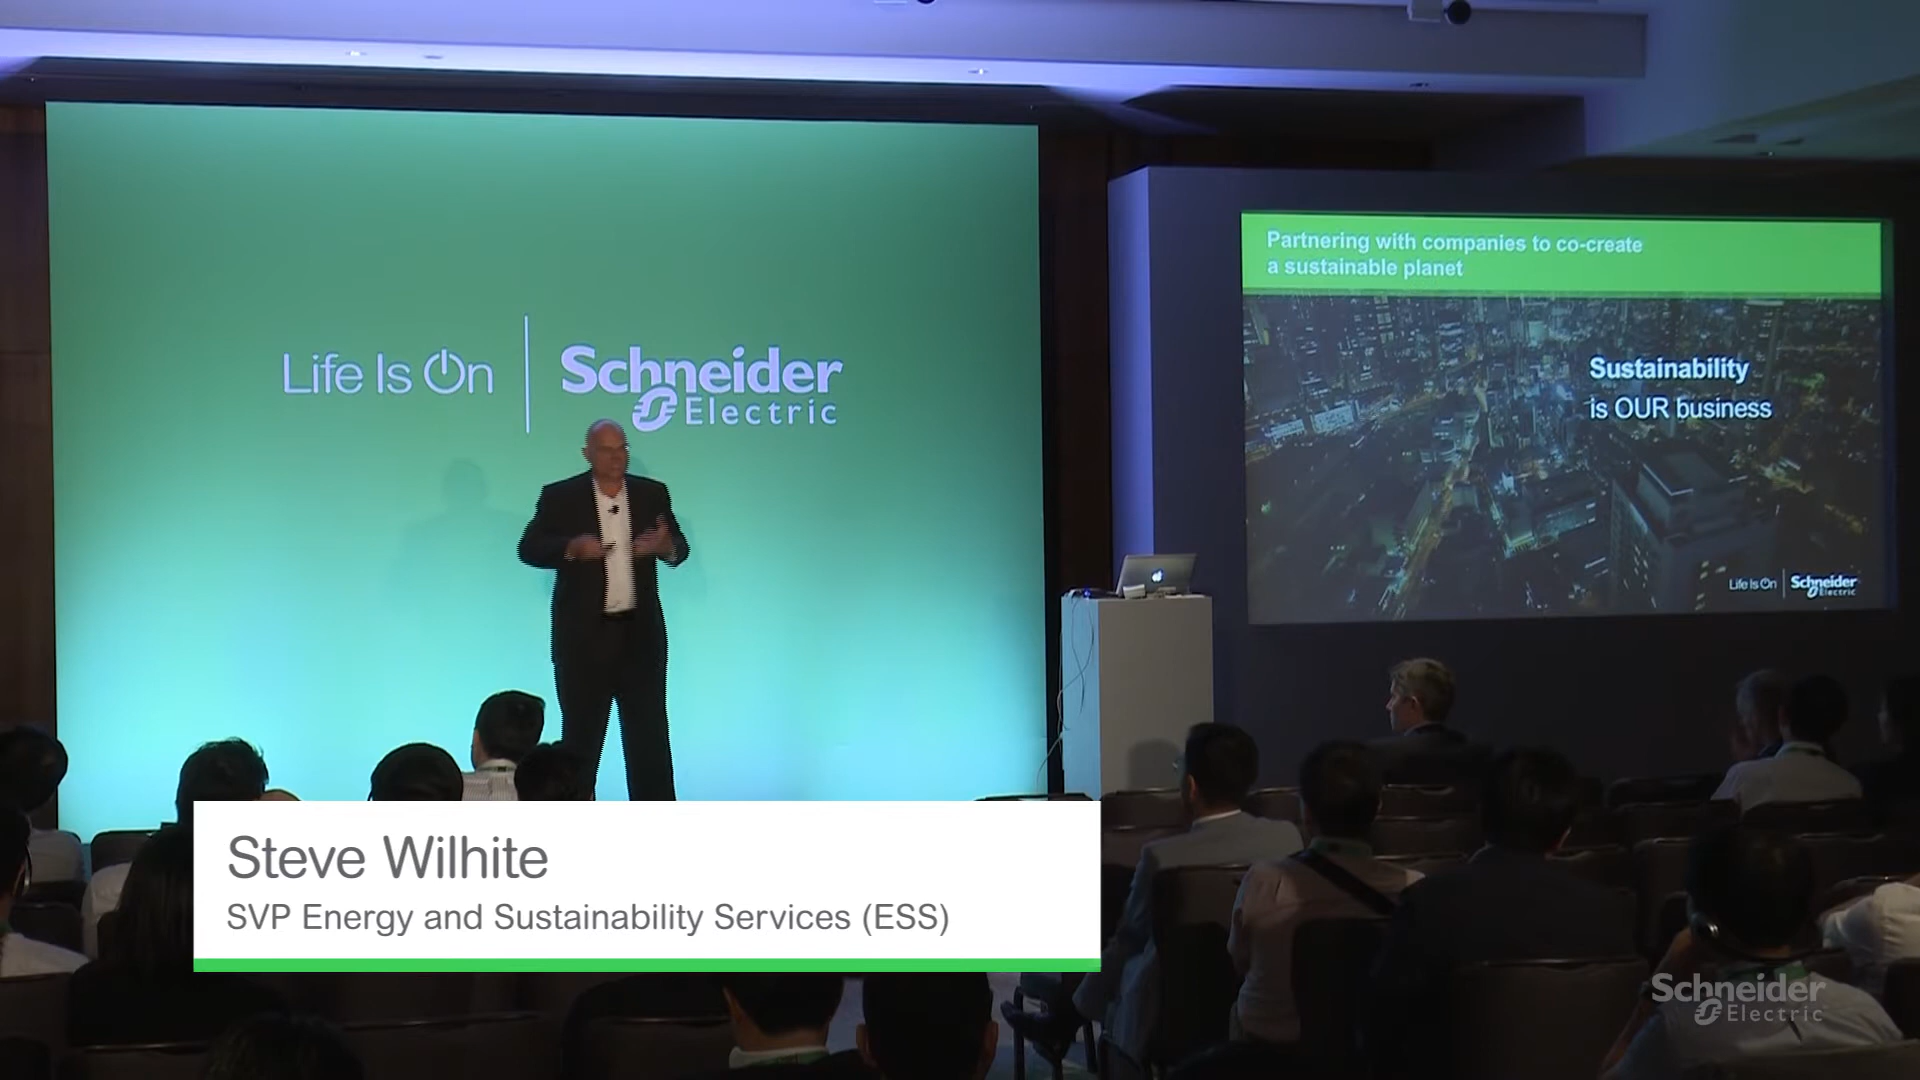 Life Is On
Schneider
Electric
Partnering with companies to co-create
a sustainable planet
Sustainability
is OUR business
Life Is On
Schneider
Electric
Steve Wilhite
SVP Energy and Sustainability Services (ESS)
Schneider
Electric